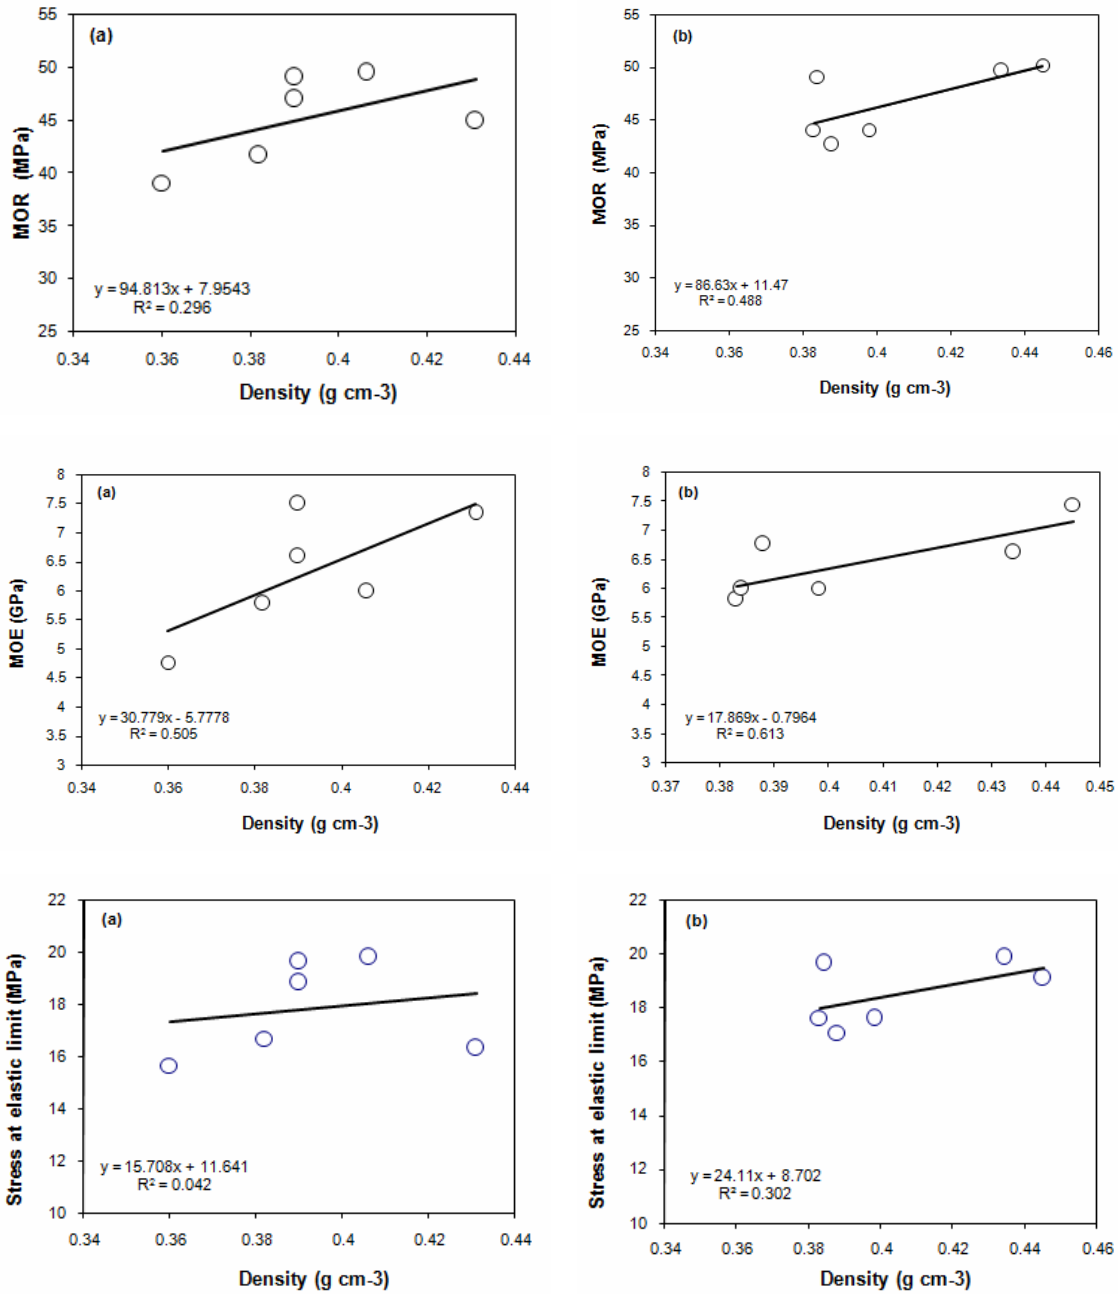 (a)
55
50
45
40
35
30
25
MOR (MPa)
y = 94.813x + 7.9543
R² = 0.296
0.34 0.36 0.38 0.4 0.42 0.44
Density (g cm-3)
(b)
55
50
45
40
35
30
25
MOR (MPa)
y = 86.63x + 11.47
R² = 0.488
0.34 0.36 0.38 0.4 0.42 0.44 0.46
Density (g cm-3)
(a)
8
7.5
7
6.5
6
5.5
5
4.5
4
3.5
3
MOE (GPa)
y = 30.779x - 5.7778
R² = 0.505
0.34 0.36 0.38 0.4 0.42 0.44
Density (g cm-3)
(b)
8
7.5
7
6.5
6
5.5
5
4.5
4
3.5
3
MOE (GPa)
y = 17.869x - 0.7964
R² = 0.613
0.37 0.38 0.39 0.4 0.41 0.42 0.43 0.44 0.45
Density (g cm-3)
(a)
22
20
18
16
14
12
10
Stress at elastic limit (MPa)
y = 15.708x + 11.641
R² = 0.042
0.34 0.36 0.38 0.4 0.42 0.44
Density (g cm-3)
(b)
22
20
18
16
14
12
10
Stress at elastic limit (MPa)
y = 24.11x + 8.702
R² = 0.302
0.34 0.36 0.38 0.4 0.42 0.44 0.46
Density (g cm-3)